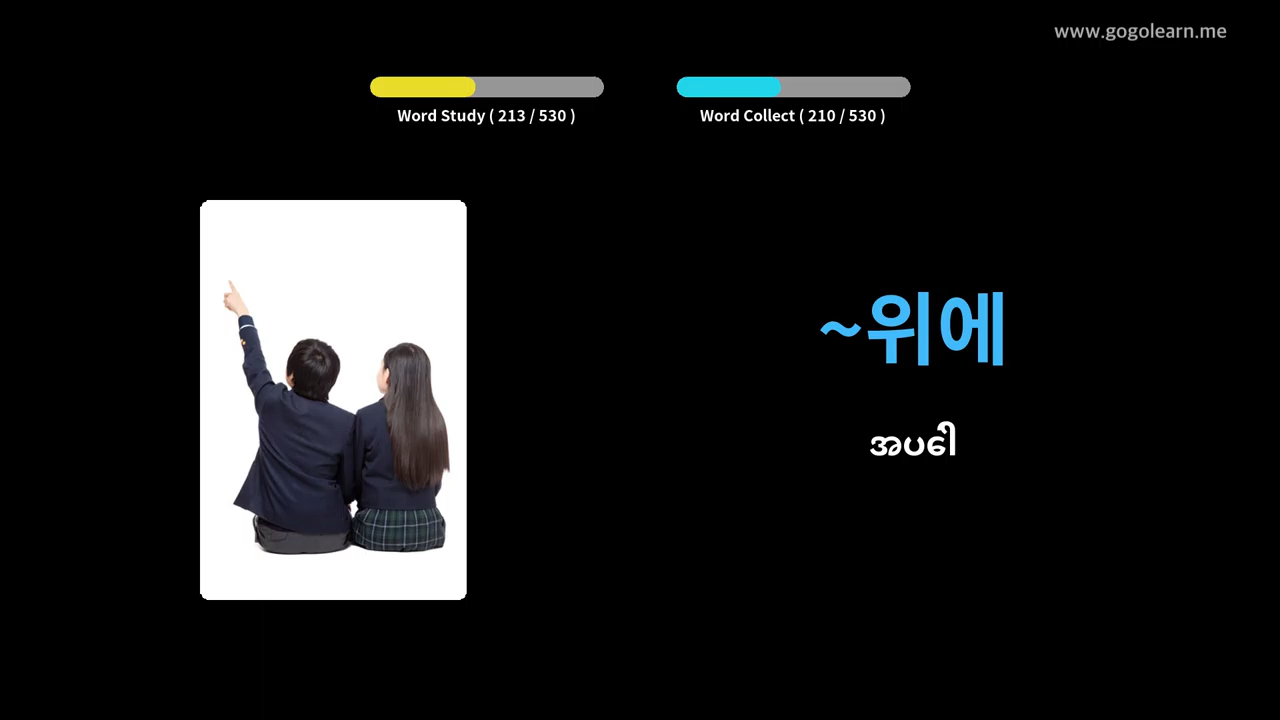 www.gogolearn.me
Word Study ( 213 / 530 )
Word Collect ( 210 / 530 )
~위에
အပေါ်